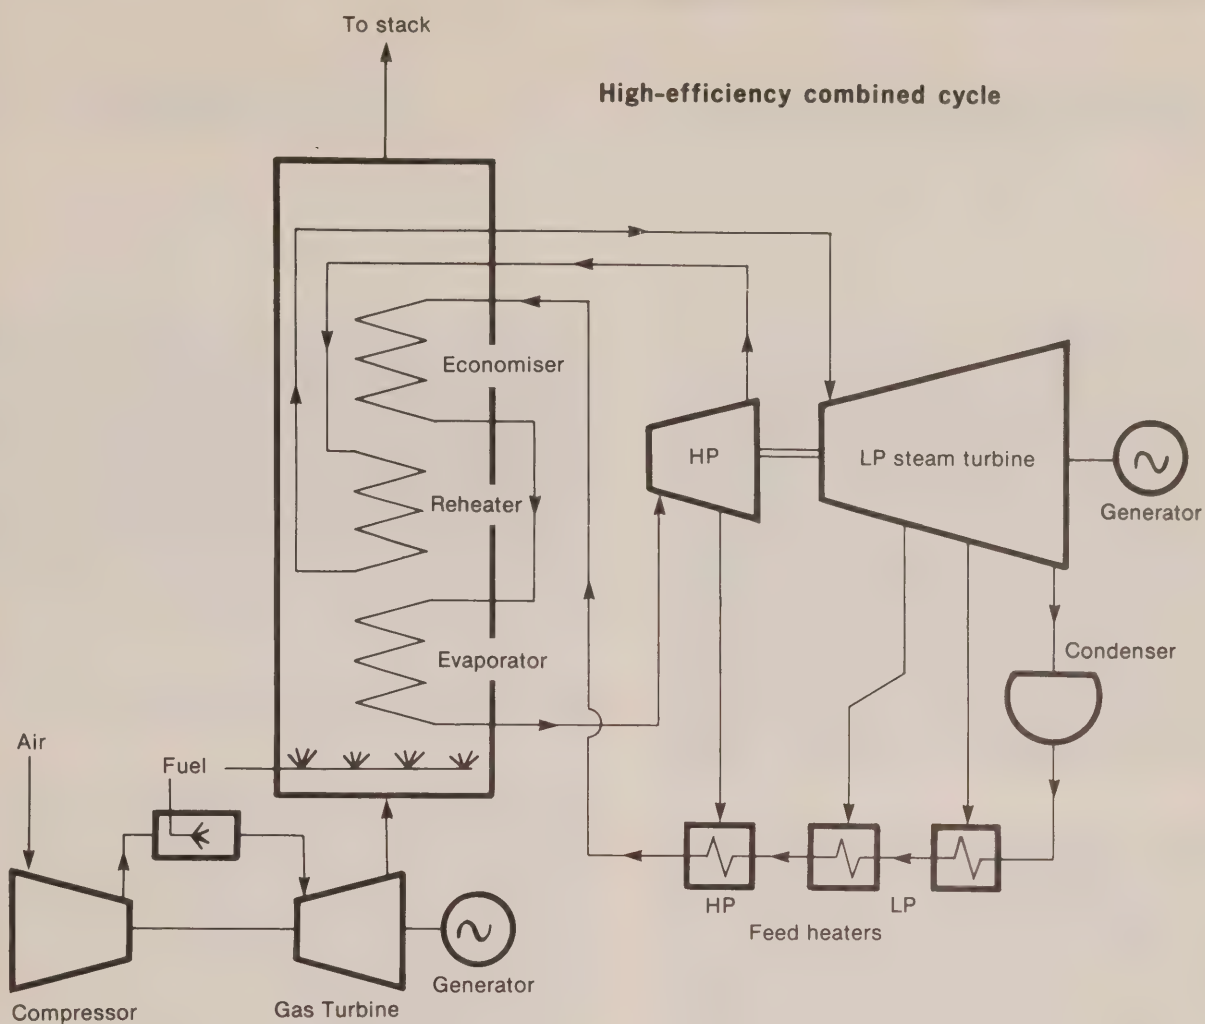 To stack
High-efficiency combined cycle
Economiser
HP
LP steam turbine
Generator
Reheater
Evaporator
Condenser
Air
Fuel
HP
LP
Feed heaters
Generator
Compressor
Gas Turbine